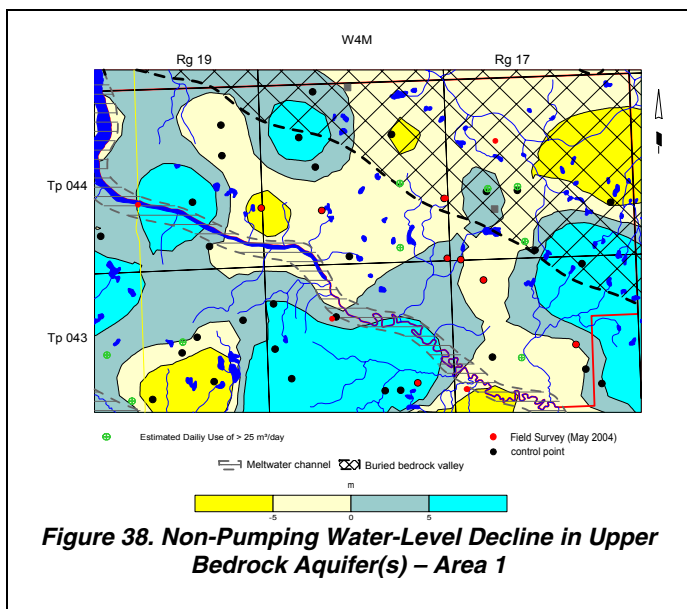 W4M
Rg 19
Rg 17
Tp 044
Tp 043
Estimated Dailiy Use of > 25 m³/day
Field Survey (May 2004)
control point
Meltwater channel
Buried bedrock valley
m
-5
0
5
Figure 38. Non-Pumping Water-Level Decline in Upper
Bedrock Aquifer(s) – Area 1